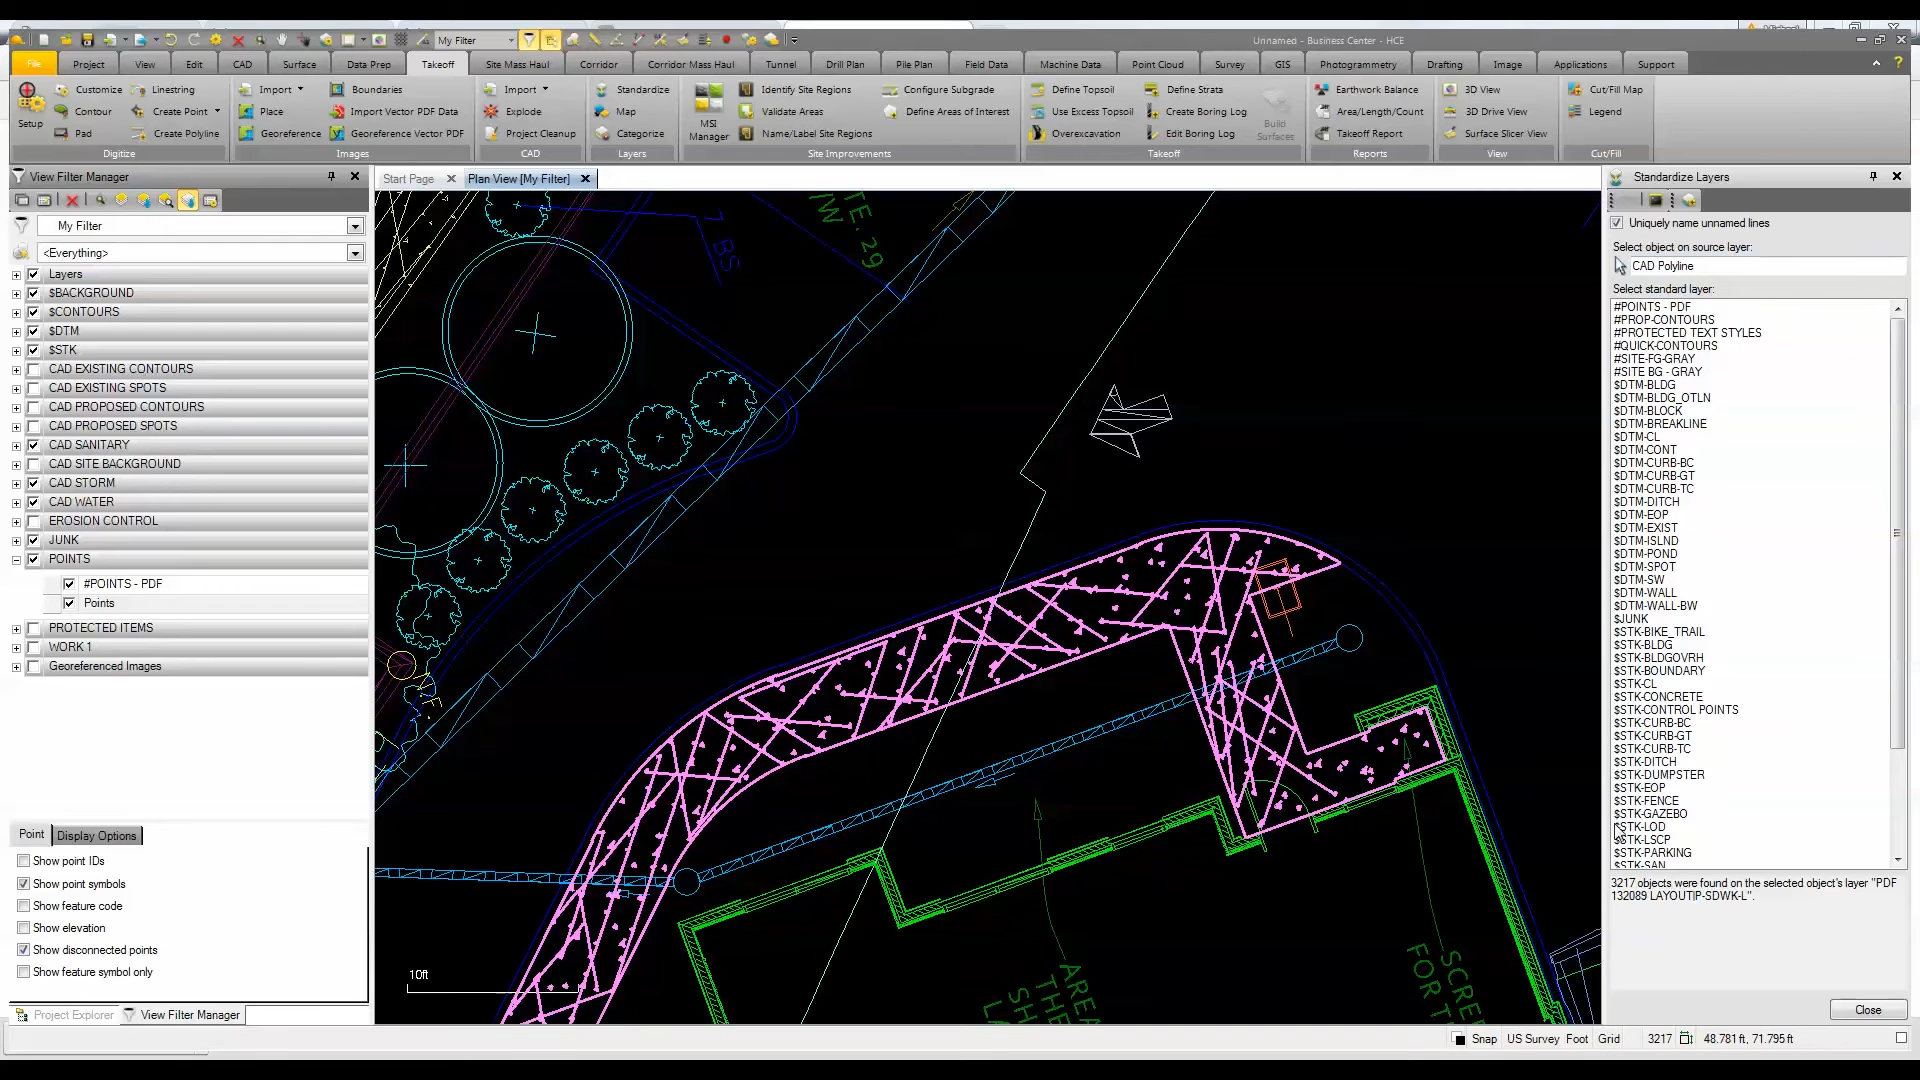 My Filter
Unnamed - Business Center - HCE
File Project View Edit CAD Surface Data Prep Takeoff Site Mass Haul Corridor Corridor Mass Haul Tunnel Drill Plan Pile Plan Field Data Machine Data Point Cloud Survey GIS Photogrammetry Drafting Image Applications Support
Setup
Customize
Linestring
Contour
Create Point
Pad
Create Polyline
Digitize
Import
Boundaries
Place
Import Vector PDF Data
Georeference
Georeference Vector PDF
Images
Import
Explode
Project Cleanup
CAD
Standardize
Map
Categorize
Layers
MSI Manager
Identify Site Regions
Configure Subgrade
Validate Areas
Define Areas of Interest
Name/Label Site Regions
Site Improvements
Define Topsoil
Define Strata
Use Excess Topsoil
Create Boring Log
Overexcavation
Edit Boring Log
Build Surfaces
Takeoff
Earthwork Balance
Area/Length/Count
Takeoff Report
Reports
3D View
3D Drive View
Surface Slicer View
View
Cut/Fill Map
Legend
Cut/Fill
View Filter Manager
My Filter
<Everything>
Layers
$BACKGROUND
$CONTOURS
$DTM
$STK
CAD EXISTING CONTOURS
CAD EXISTING SPOTS
CAD PROPOSED CONTOURS
CAD PROPOSED SPOTS
CAD SANITARY
CAD SITE BACKGROUND
CAD STORM
CAD WATER
EROSION CONTROL
JUNK
POINTS
#POINTS - PDF
Points
PROTECTED ITEMS
WORK 1
Georeferenced Images
Point Display Options
Show point IDs
Show point symbols
Show feature code
Show elevation
Show disconnected points
Show feature symbol only
Project Explorer View Filter Manager
Start Page Plan View [My Filter]
TE. 29
7' BS
10ft
AREA
THE
SH
L
SCREE
FOR T
Standardize Layers
Uniquely name unnamed lines
Select object on source layer:
CAD Polyline
Select standard layer:
#POINTS - PDF
#PROP-CONTOURS
#PROTECTED TEXT STYLES
#QUICK-CONTOURS
#SITE-FG-GRAY
#SITE BG - GRAY
$DTM-BLDG
$DTM-BLDG_OTLN
$DTM-BLOCK
$DTM-BREAKLINE
$DTM-CL
$DTM-CONT
$DTM-CURB-BC
$DTM-CURB-GT
$DTM-CURB-TC
$DTM-DITCH
$DTM-EOP
$DTM-EXIST
$DTM-ISLND
$DTM-POND
$DTM-SPOT
$DTM-SW
$DTM-WALL
$DTM-WALL-BW
$JUNK
$STK-BIKE_TRAIL
$STK-BLDG
$STK-BLDGOVRH
$STK-BOUNDARY
$STK-CL
$STK-CONCRETE
$STK-CONTROL POINTS
$STK-CURB-BC
$STK-CURB-GT
$STK-CURB-TC
$STK-DITCH
$STK-DUMPSTER
$STK-EOP
$STK-FENCE
$STK-GAZEBO
$STK-LOD
$STK-LSCP
$STK-PARKING
$STK-SAN
3217 objects were found on the selected object's layer "PDF
132089 LAYOUT|P-SDWK-L".
Close
Snap US Survey Foot Grid 3217 48.781 ft, 71.795 ft